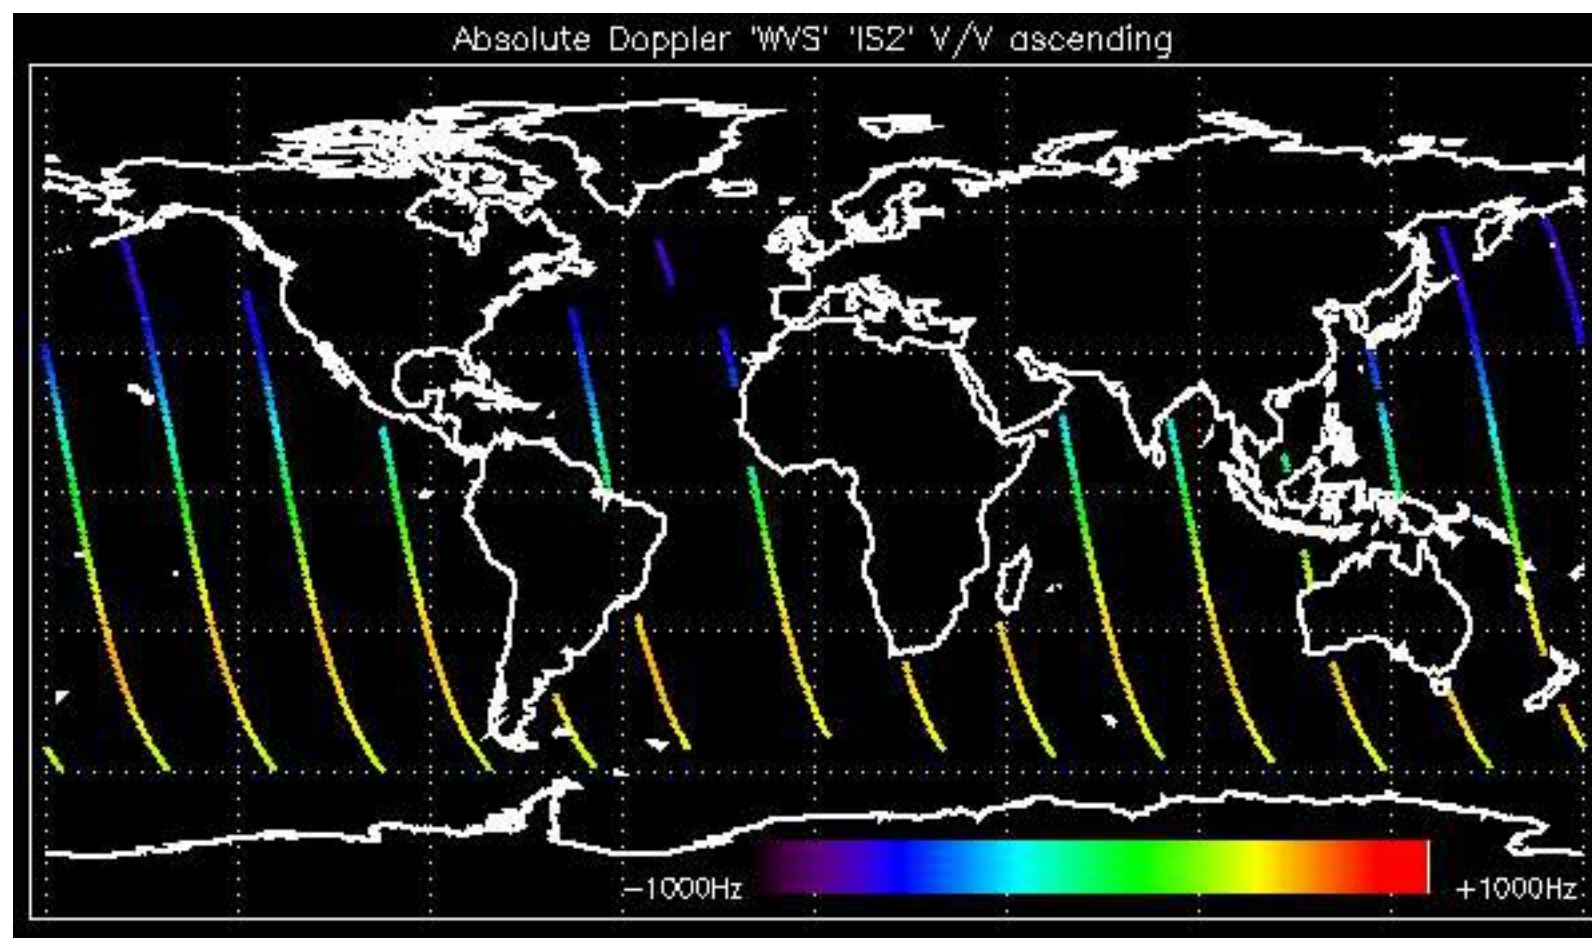 Absolute Doppler 'WVS' 'IS2' V/V ascending
-1000Hz +1000Hz